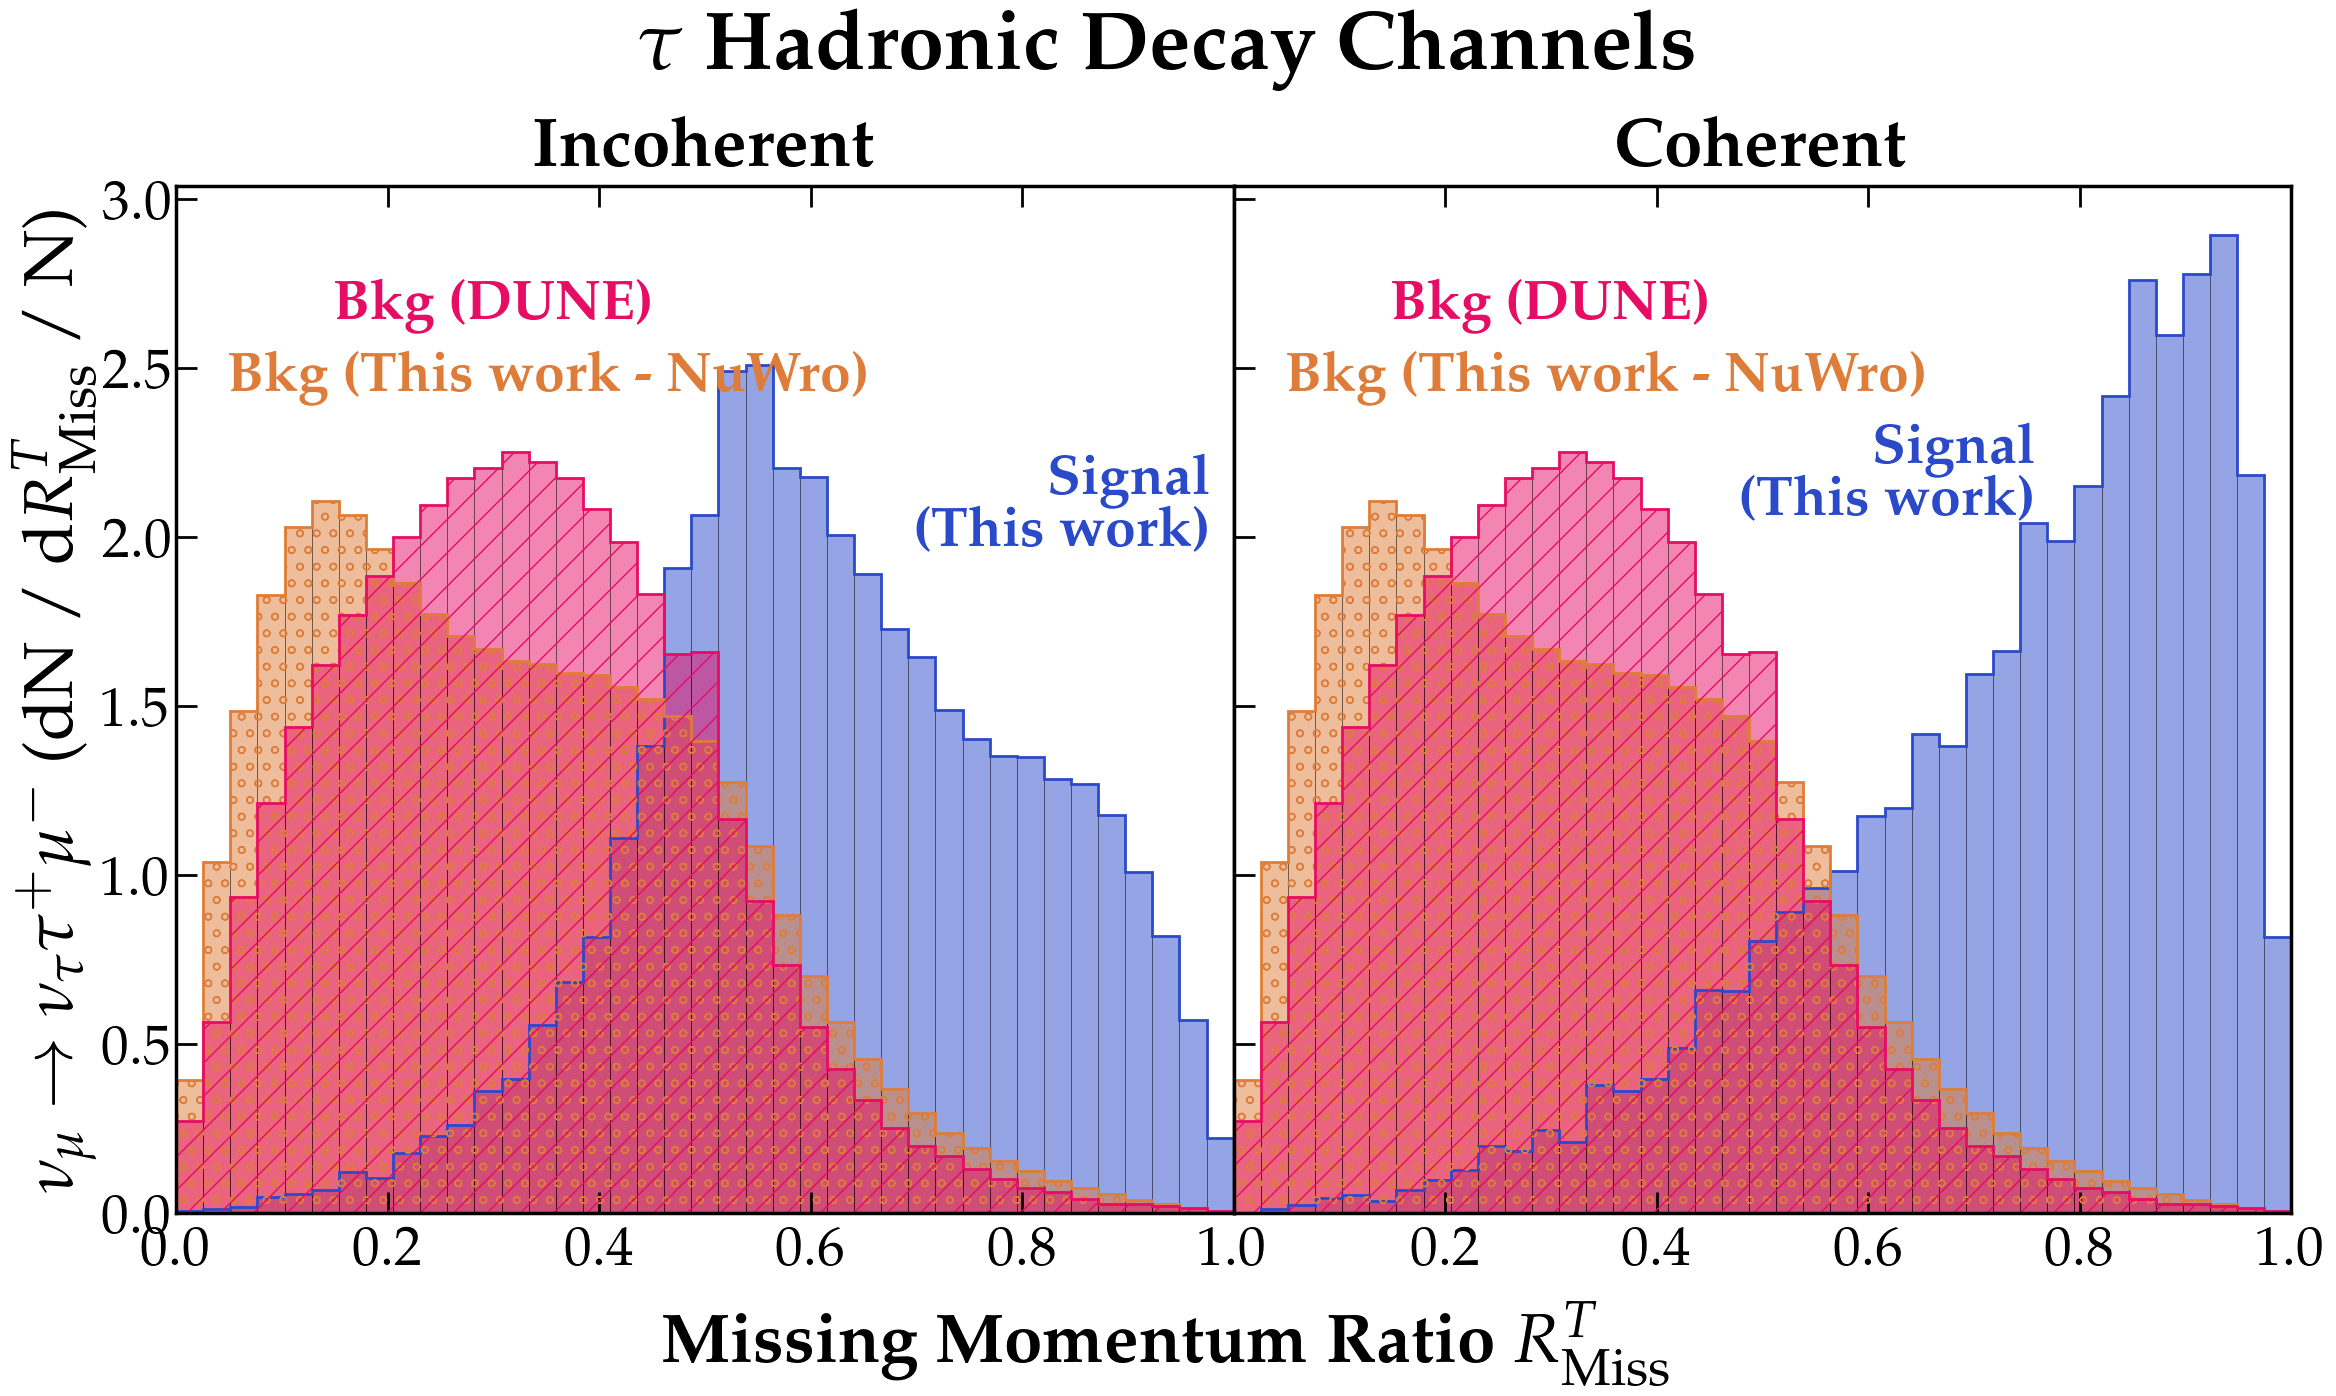 τ Hadronic Decay Channels
Incoherent
Coherent
ν_μ → ν_τ τ⁺ μ⁻ (dN / dR^T_Miss / N)
3.0
2.5
2.0
1.5
1.0
0.5
0.0
Bkg (DUNE)
Bkg (This work - NuWro)
Signal
(This work)
Bkg (DUNE)
Bkg (This work - NuWro)
Signal
(This work)
0.0 0.2 0.4 0.6 0.8 1.0 0.2 0.4 0.6 0.8 1.0
Missing Momentum Ratio R^T_Miss